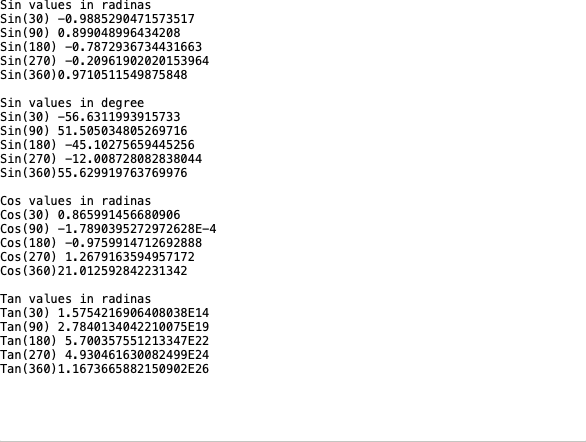 Sin values in radinas
Sin(30) -0.9885290471573517
Sin(90) 0.899048996434208
Sin(180) -0.7872936734431663
Sin(270) -0.20961902020153964
Sin(360)0.9710511549875848
Sin values in degree
Sin(30) -56.6311993915733
Sin(90) 51.505034805269716
Sin(180) -45.10275659445256
Sin(270) -12.008728082838044
Sin(360)55.629919763769976
Cos values in radinas
Cos(30) 0.865991456680906
Cos(90) -1.7890395272972628E-4
Cos(180) -0.9759914712692888
Cos(270) 1.2679163594957172
Cos(360)21.012592842231342
Tan values in radinas
Tan(30) 1.5754216906408038E14
Tan(90) 2.7840134042210075E19
Tan(180) 5.700357551213347E22
Tan(270) 4.930461630082499E24
Tan(360)1.1673665882150902E26